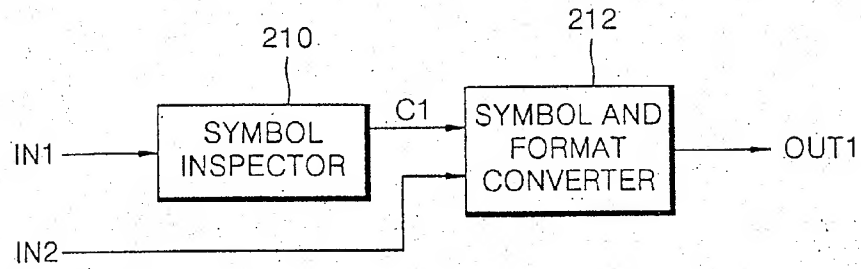 210
212
IN1
SYMBOL
INSPECTOR
C1
SYMBOL AND
FORMAT
CONVERTER
OUT1
IN2